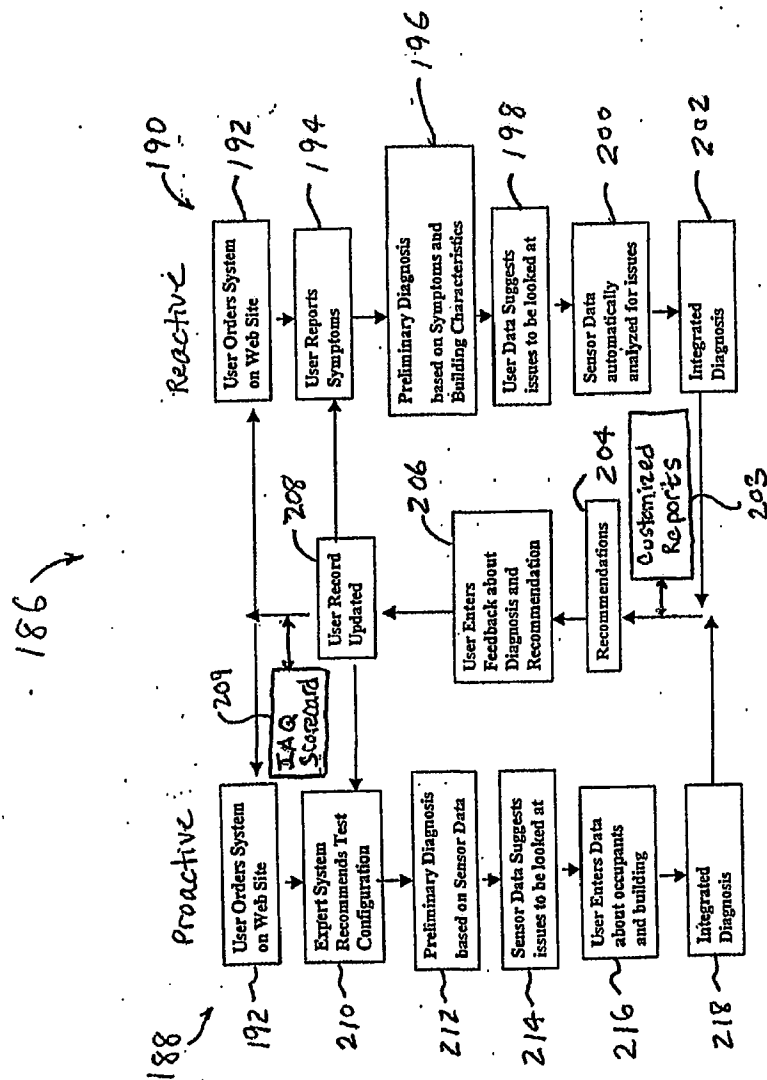 186
188
Proactive
192
User Orders System
on Web Site
210
Expert System
Recommends Test
Configuration
212
Preliminary Diagnosis
based on Sensor Data
214
Sensor Data Suggests
issues to be looked at
216
User Enters Data
about occupants
and building
218
Integrated
Diagnosis
209
IAQ
Scorecard
208
User Record
Updated
206
User Enters
Feedback about
Diagnosis and
Recommendation
204
Recommendations
Customized
Reports
203
Reactive
190
User Orders System
on Web Site
192
User Reports
Symptoms
194
Preliminary Diagnosis
based on Symptoms and
Building Characteristics
196
User Data Suggests
issues to be looked at
198
Sensor Data
automatically
analyzed for issues
200
Integrated
Diagnosis
202